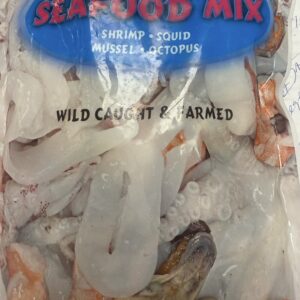 SEAFOOD MIX
SHRIMP • SQUID
MUSSEL • OCTOPUS
WILD CAUGHT & FARMED